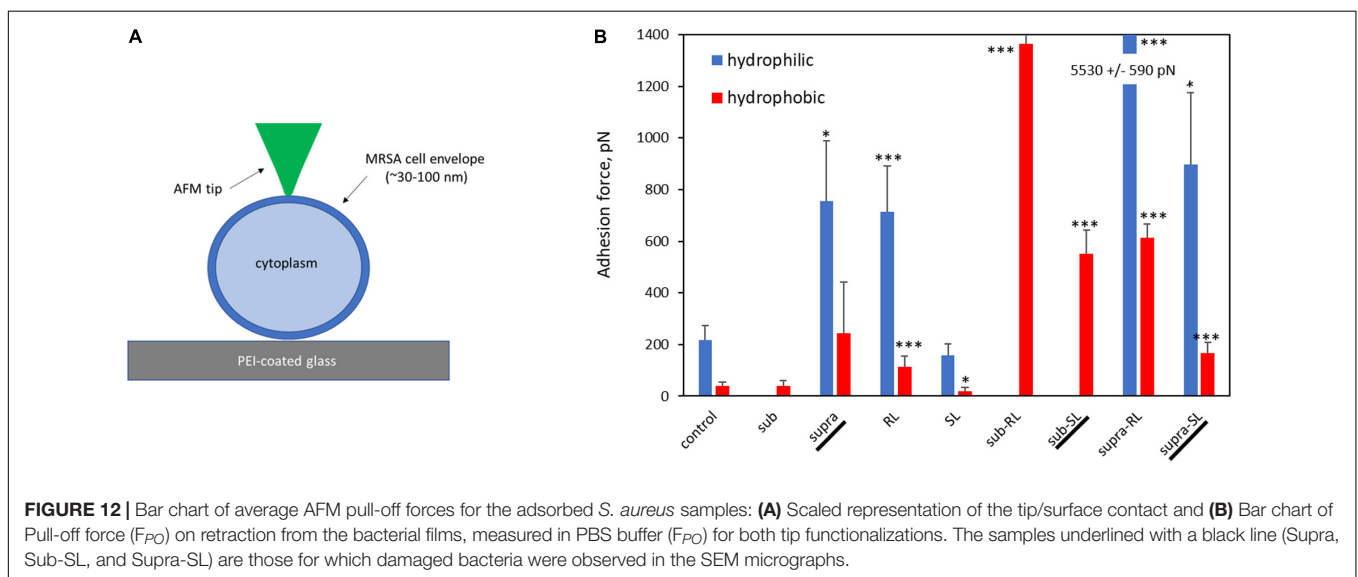 A
AFM tip
MRSA cell envelope
(~30-100 nm)
cytoplasm
PEI-coated glass
B
Adhesion force, pN
1400
1200
1000
800
600
400
200
0
hydrophilic
hydrophobic
*
***
***
*
***
***
***
5530 +/- 590 pN
***
*
***
control
sub
supra
RL
SL
sub-RL
sub-SL
supra-RL
supra-SL
FIGURE 12 | Bar chart of average AFM pull-off forces for the adsorbed S. aureus samples: (A) Scaled representation of the tip/surface contact and (B) Bar chart of
Pull-off force (FPO) on retraction from the bacterial films, measured in PBS buffer (FPO) for both tip functionalizations. The samples underlined with a black line (Supra,
Sub-SL, and Supra-SL) are those for which damaged bacteria were observed in the SEM micrographs.